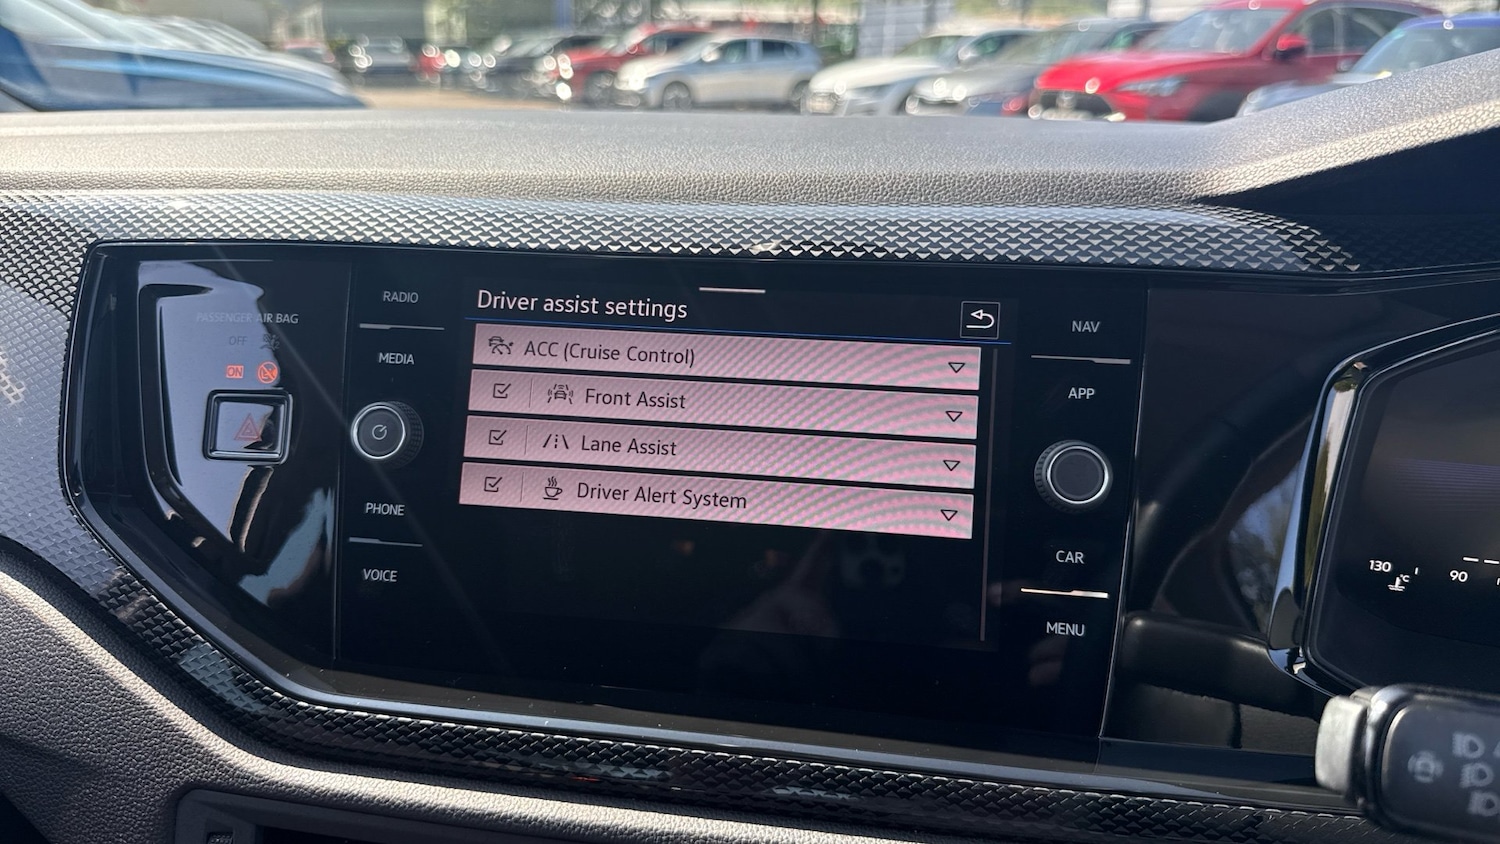 PASSENGER AIR BAG
OFF
ON
RADIO
MEDIA
PHONE
VOICE
Driver assist settings
ACC (Cruise Control)
Front Assist
Lane Assist
Driver Alert System
NAV
APP
CAR
MENU
130
°C
90